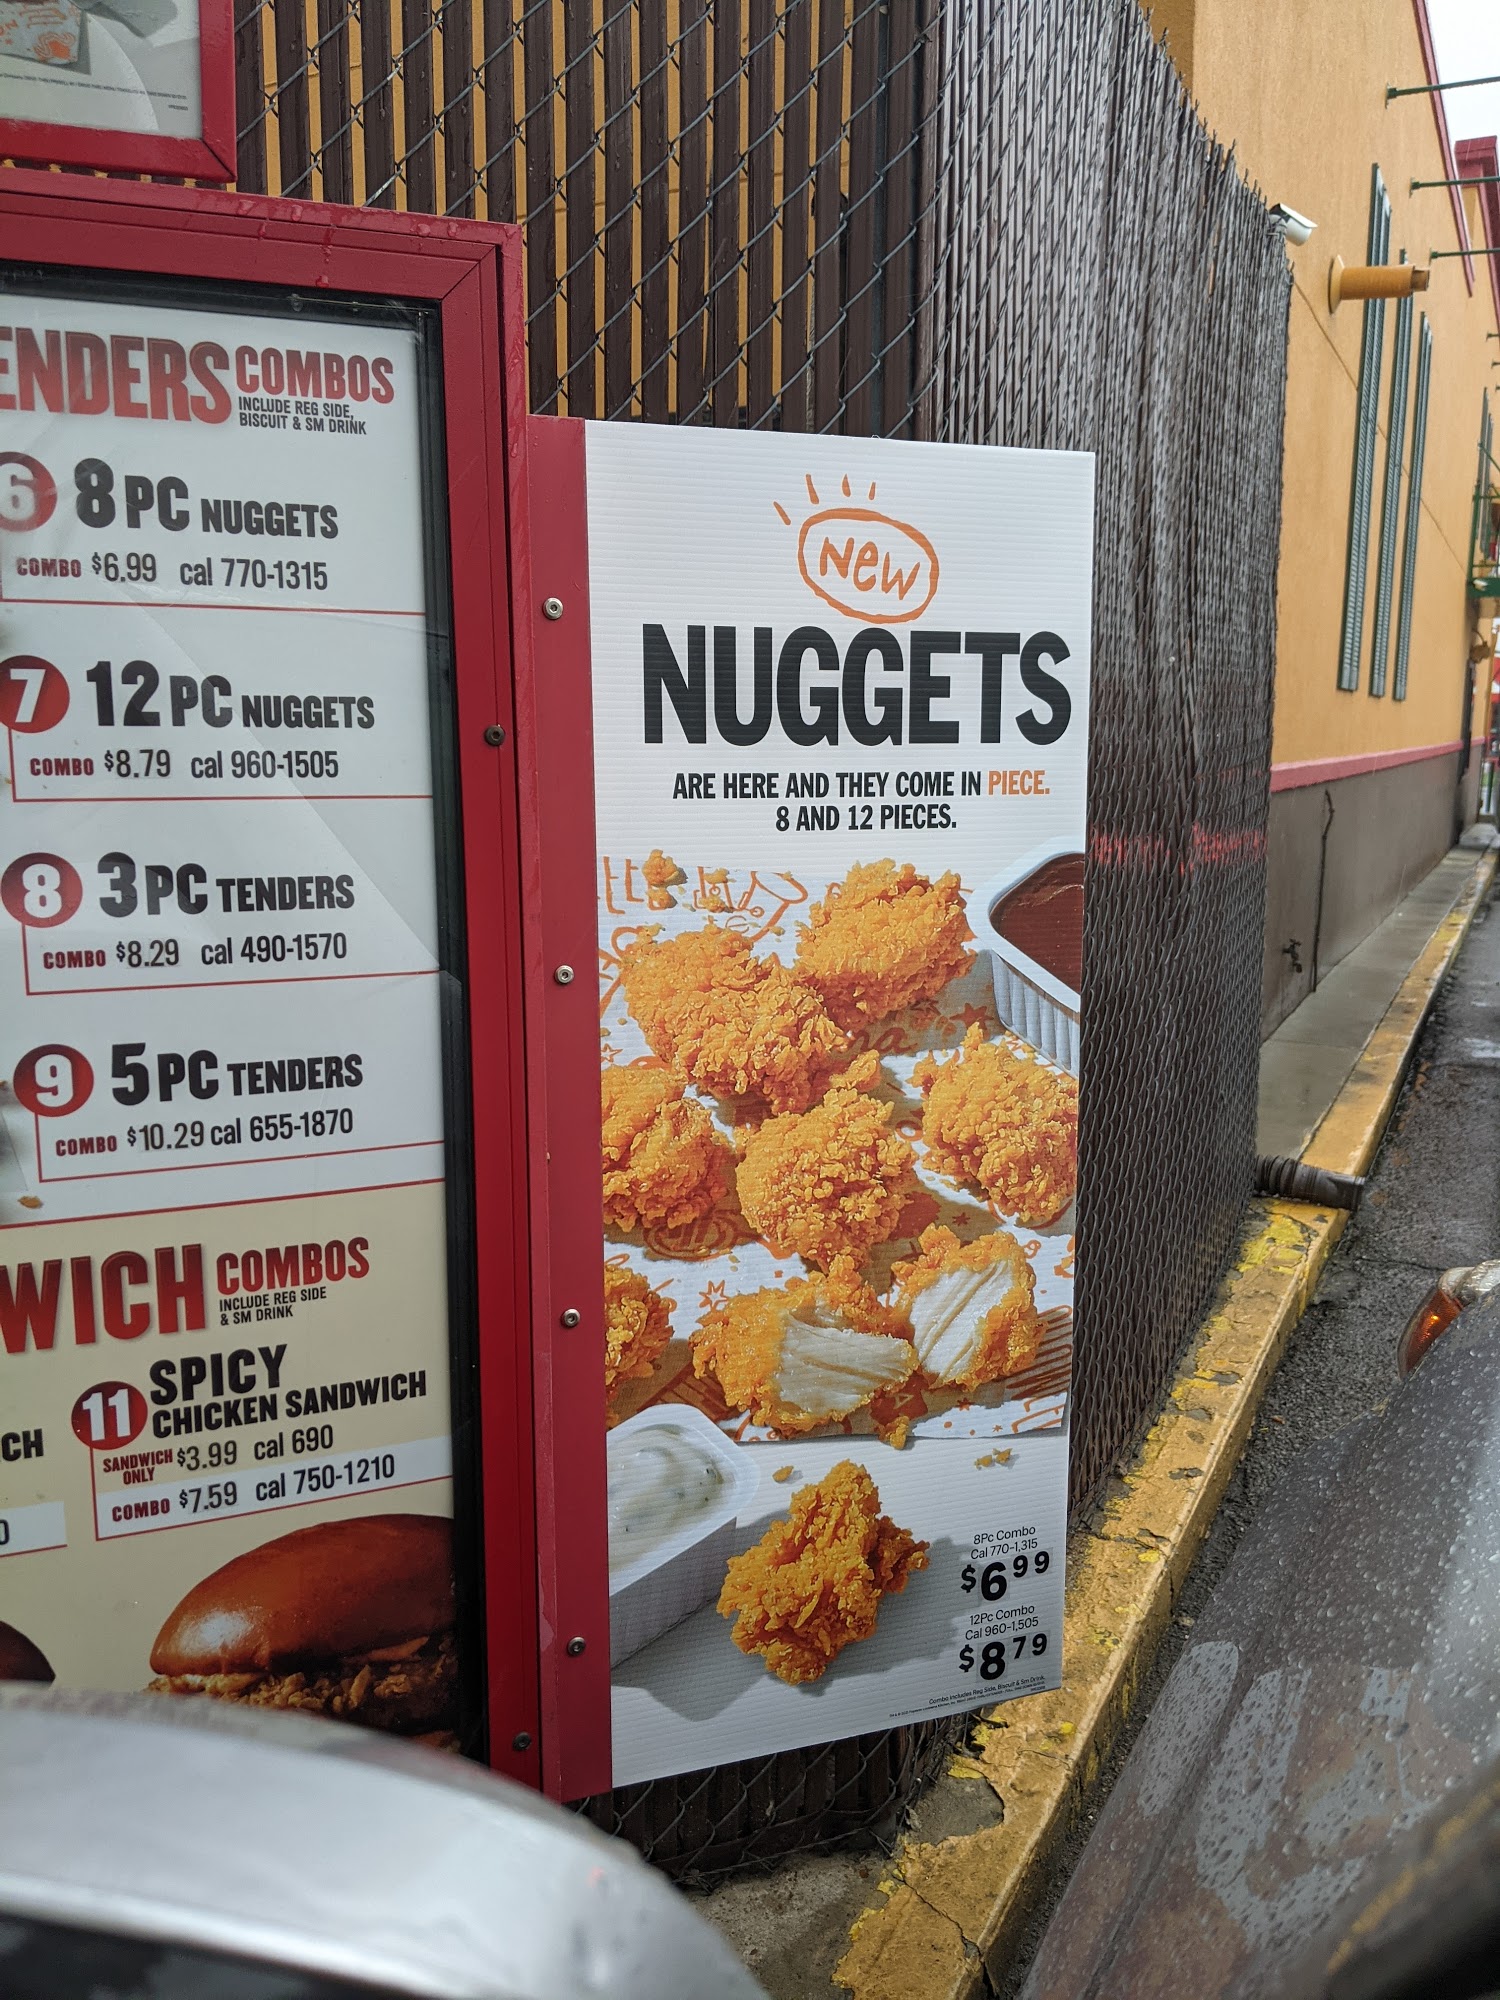 ENDERS COMBOS
INCLUDE REG SIDE,
BISCUIT & SM DRINK
6 8 PC NUGGETS
COMBO $6.99 cal 770-1315
7 12 PC NUGGETS
COMBO $8.79 cal 960-1505
8 3 PC TENDERS
COMBO $8.29 cal 490-1570
9 5 PC TENDERS
COMBO $10.29 cal 655-1870
WICH COMBOS
INCLUDE REG SIDE
& SM DRINK
CH
0
11 SPICY
CHICKEN SANDWICH
SANDWICH ONLY $3.99 cal 690
COMBO $7.59 cal 750-1210
New
NUGGETS
ARE HERE AND THEY COME IN PIECE.
8 AND 12 PIECES.
8Pc Combo
Cal 770-1,315
$6 99
12Pc Combo
Cal 960-1,505
$8 79
Combo includes Reg Side, Biscuit & Sm Drink.